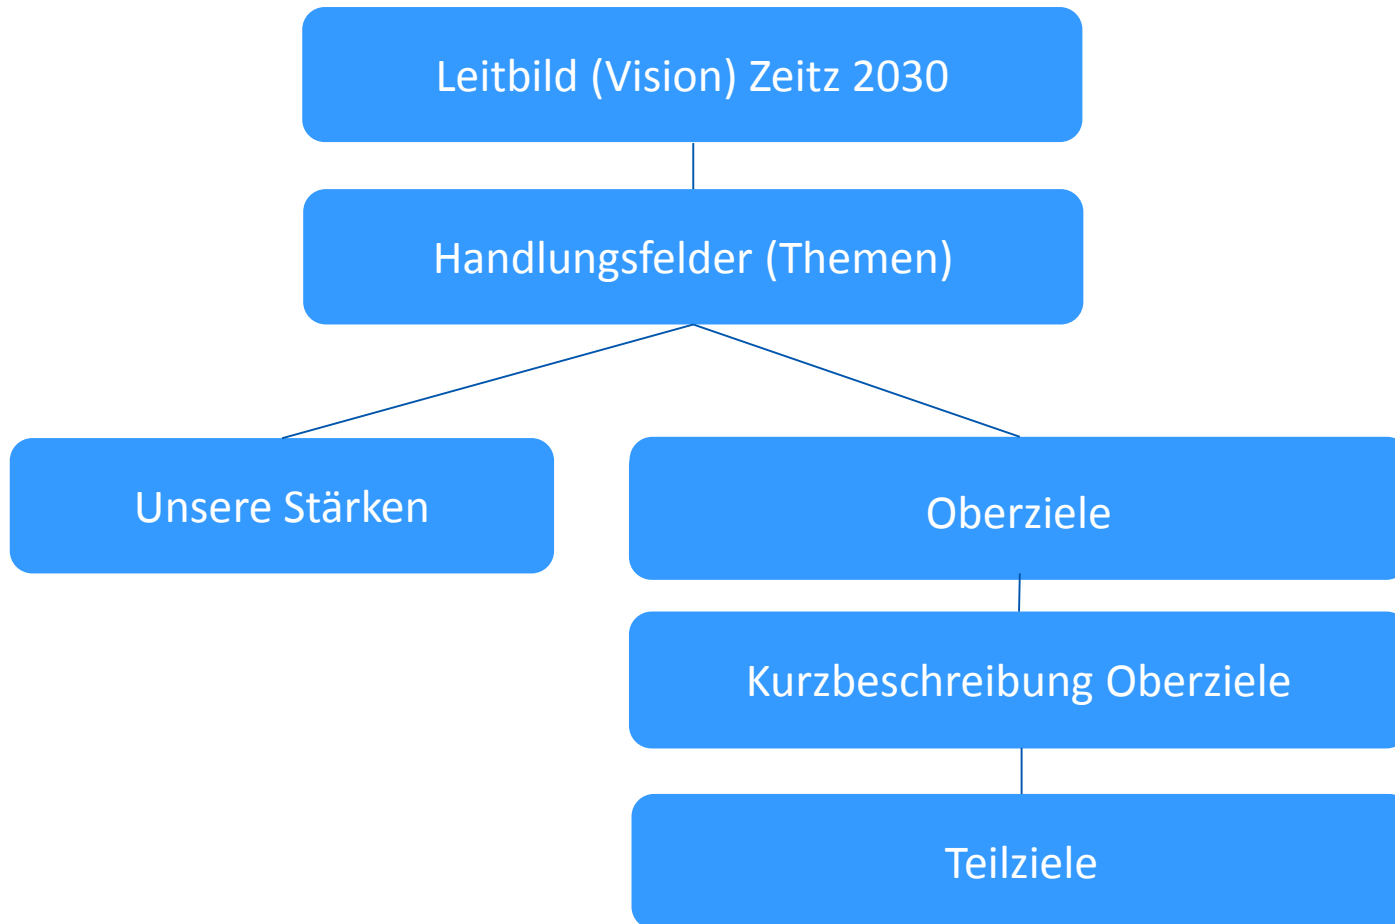 Leitbild (Vision) Zeitz 2030
Handlungsfelder (Themen)
Unsere Stärken
Oberziele
Kurzbeschreibung Oberziele
Teilziele